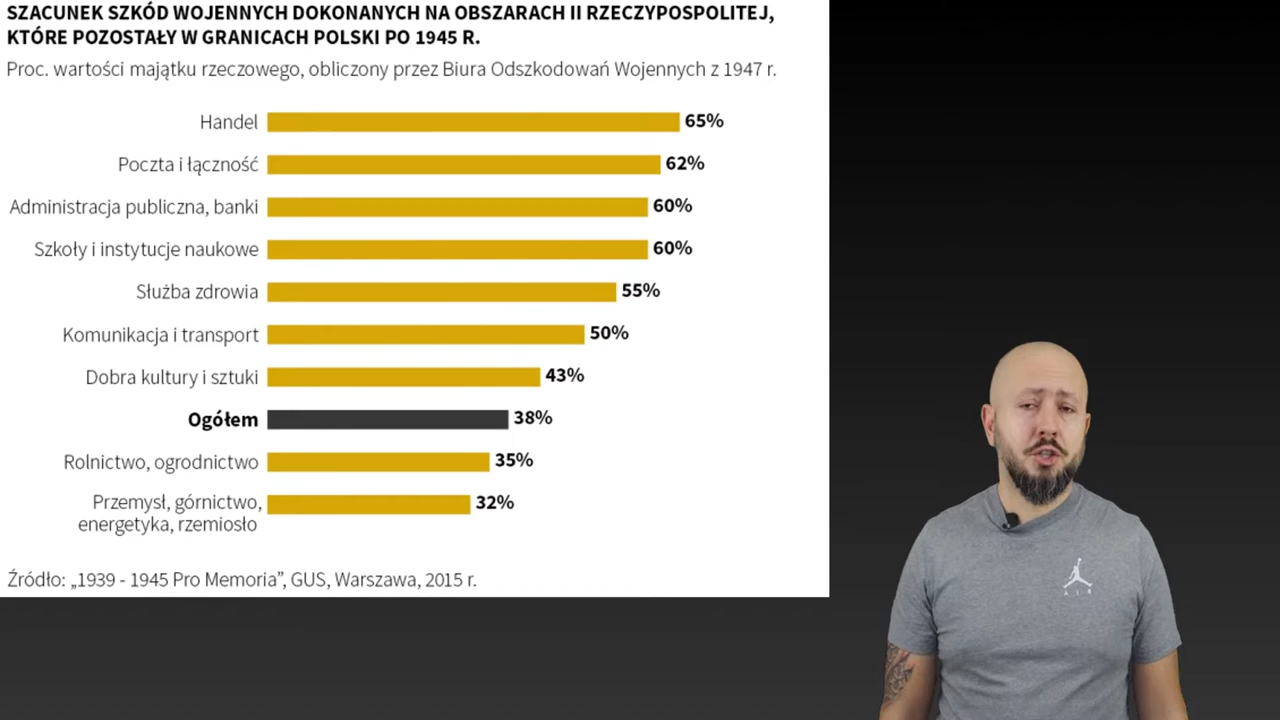 SZACUNEK SZKÓD WOJENNYCH DOKONANYCH NA OBSZARACH II RZECZYPOSPOLITEJ,
KTÓRE POZOSTAŁY W GRANICACH POLSKI PO 1945 R.
Proc. wartości majątku rzeczowego, obliczony przez Biura Odszkodowań Wojennych z 1947 r.
Handel 65%
Poczta i łączność 62%
Administracja publiczna, banki 60%
Szkoły i instytucje naukowe 60%
Służba zdrowia 55%
Komunikacja i transport 50%
Dobra kultury i sztuki 43%
Ogółem 38%
Rolnictwo, ogrodnictwo 35%
Przemysł, górnictwo, 32%
energetyka, rzemiosło
Źródło: „1939 - 1945 Pro Memoria”, GUS, Warszawa, 2015 r.
AIR